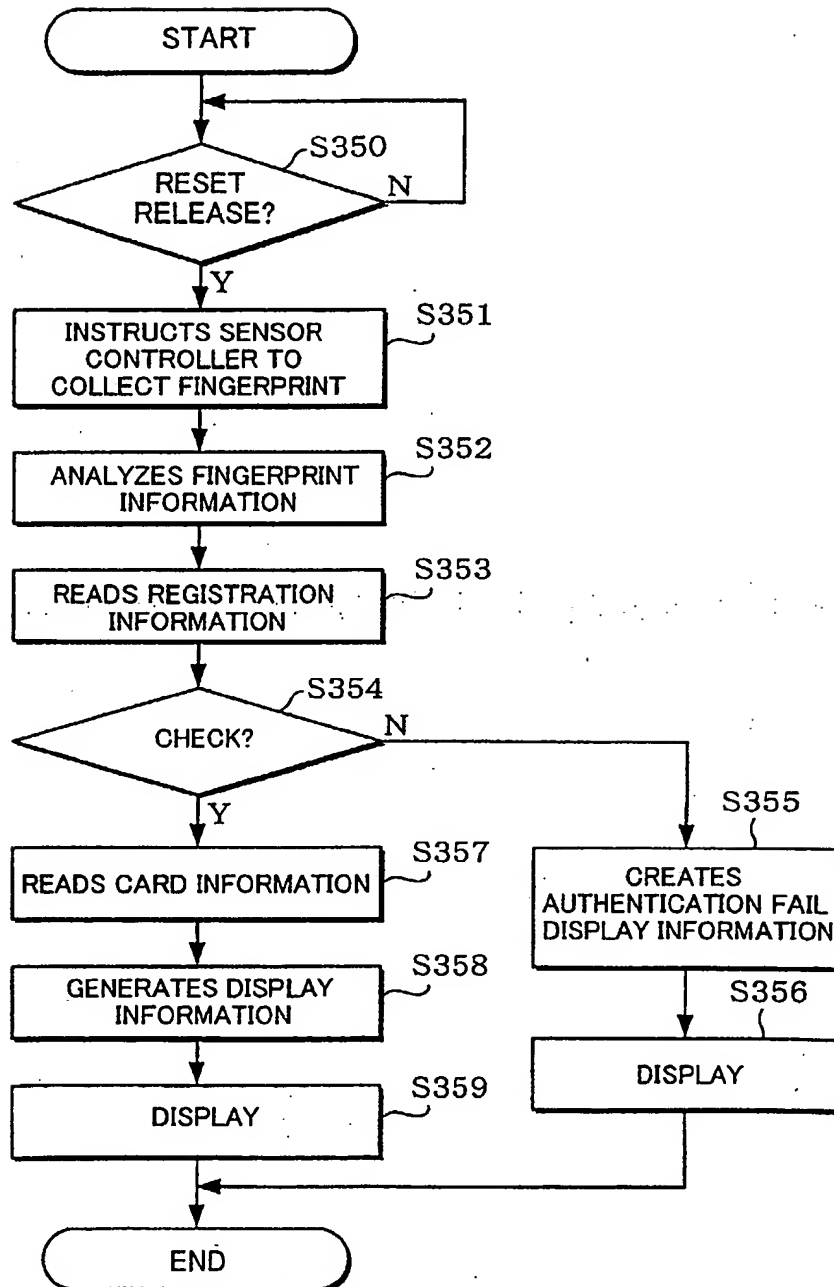 START
S350
RESET
RELEASE?
N
Y
S351
INSTRUCTS SENSOR
CONTROLLER TO
COLLECT FINGERPRINT
S352
ANALYZES FINGERPRINT
INFORMATION
S353
READS REGISTRATION
INFORMATION
S354
CHECK?
N
Y
S355
CREATES
AUTHENTICATION FAIL
DISPLAY INFORMATION
S357
READS CARD INFORMATION
S358
GENERATES DISPLAY
INFORMATION
S356
DISPLAY
S359
DISPLAY
END